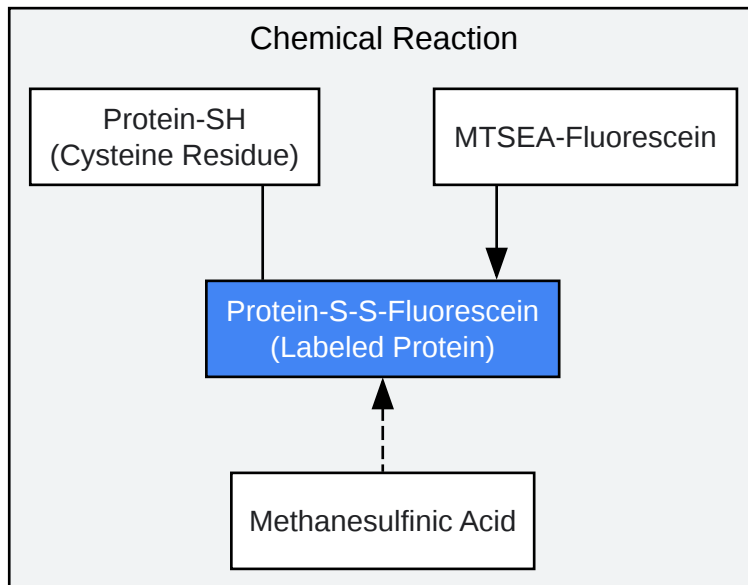 Chemical Reaction
Protein-SH
(Cysteine Residue)
MTSEA-Fluorescein
Protein-S-S-Fluorescein
(Labeled Protein)
Methanesulfinic Acid